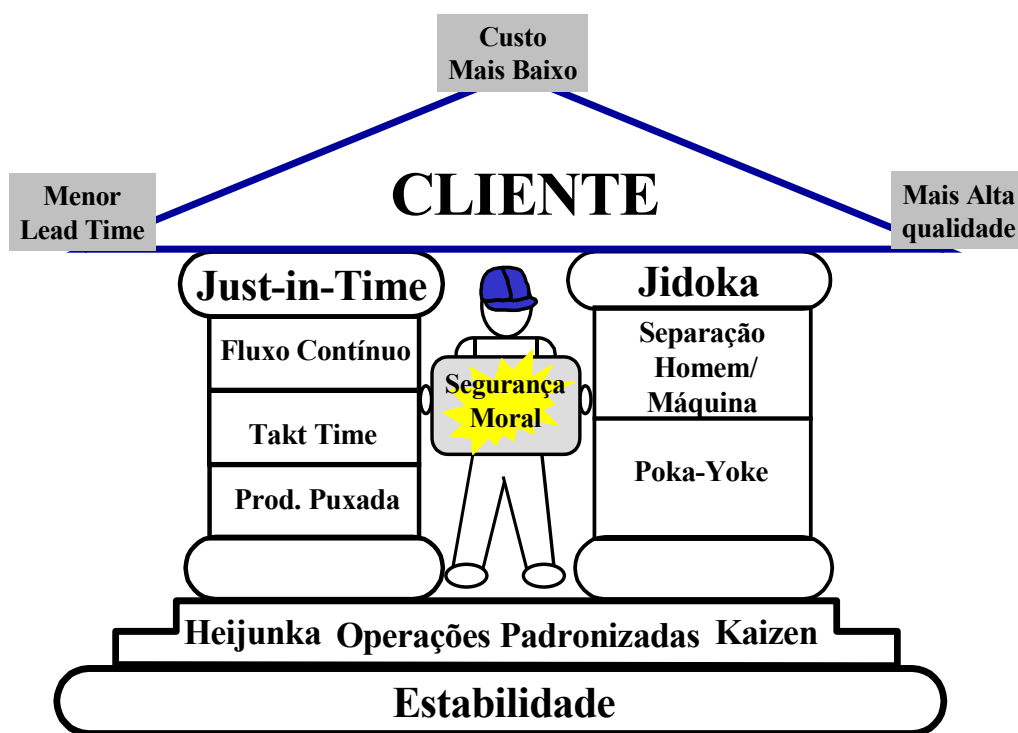 Custo
Mais Baixo
Menor
Lead Time
CLIENTE
Mais Alta
qualidade
Just-in-Time
Fluxo Contínuo
Takt Time
Prod. Puxada
Segurança
Moral
Jidoka
Separação
Homem/
Máquina
Poka-Yoke
Heijunka Operações Padronizadas Kaizen
Estabilidade